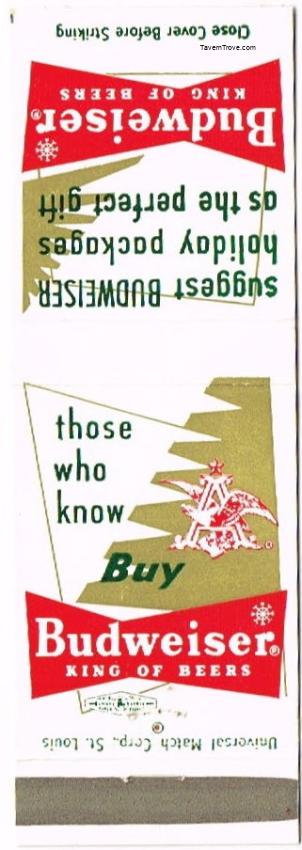 Close Cover Before Striking
TavernTrove.com
Budweiser®
KING OF BEERS
suggest BUDWEISER
holiday packages
as the perfect gift
those
who
know
A
®
Buy
Budweiser®
KING OF BEERS
Universal Match Corp., St. Louis